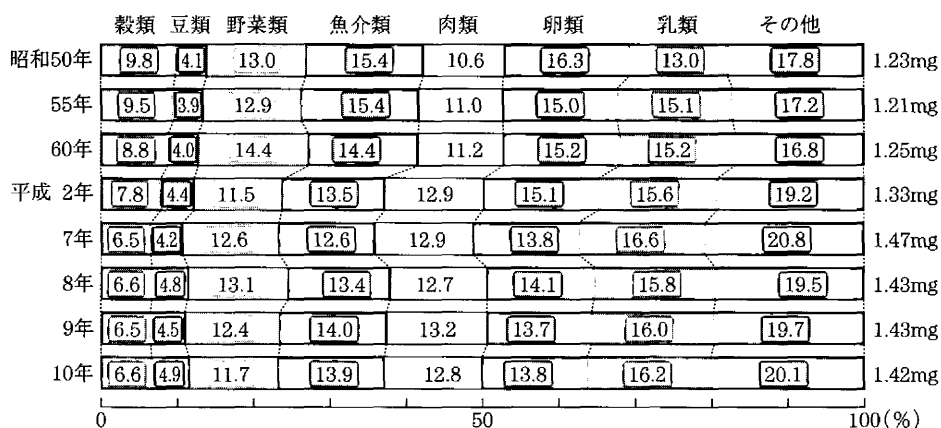 穀類 豆類 野菜類 魚介類 肉類 卵類 乳類 その他
昭和50年 9.8 4.1 13.0 15.4 10.6 16.3 13.0 17.8 1.23mg
55年 9.5 3.9 12.9 15.4 11.0 15.0 15.1 17.2 1.21mg
60年 8.8 4.0 14.4 14.4 11.2 15.2 15.2 16.8 1.25mg
平成 2年 7.8 4.4 11.5 13.5 12.9 15.1 15.6 19.2 1.33mg
7年 6.5 4.2 12.6 12.6 12.9 13.8 16.6 20.8 1.47mg
8年 6.6 4.8 13.1 13.4 12.7 14.1 15.8 19.5 1.43mg
9年 6.5 4.5 12.4 14.0 13.2 13.7 16.0 19.7 1.43mg
10年 6.6 4.9 11.7 13.9 12.8 13.8 16.2 20.1 1.42mg
0 50 100(%)